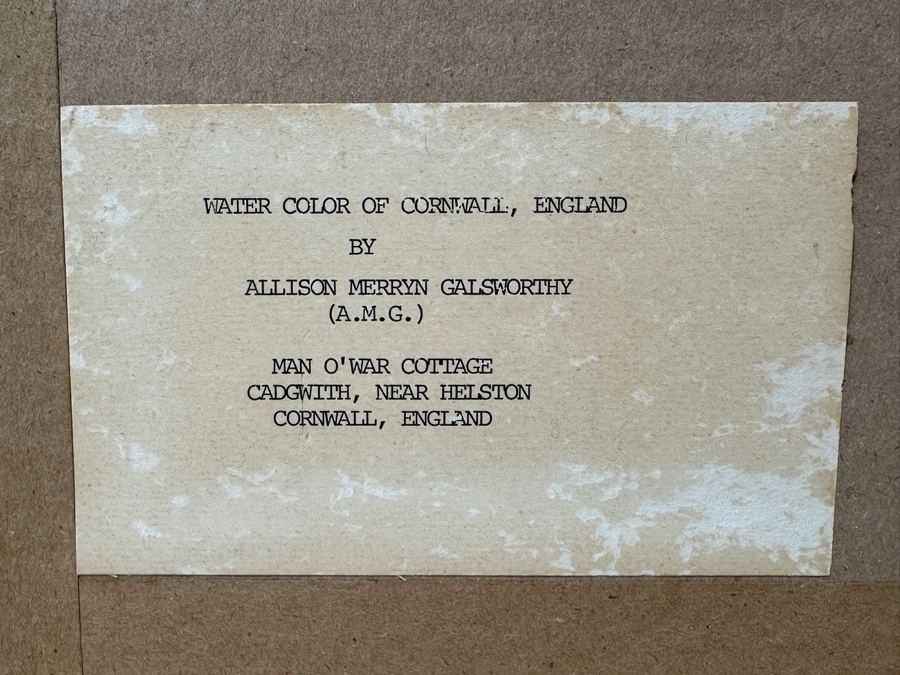 WATER COLOR OF CORNWALL, ENGLAND
BY
ALLISON MERRYN GALSWORTHY
(A.M.G.)
MAN O'WAR COTTAGE
CADGWITH, NEAR HELSTON
CORNWALL, ENGLAND